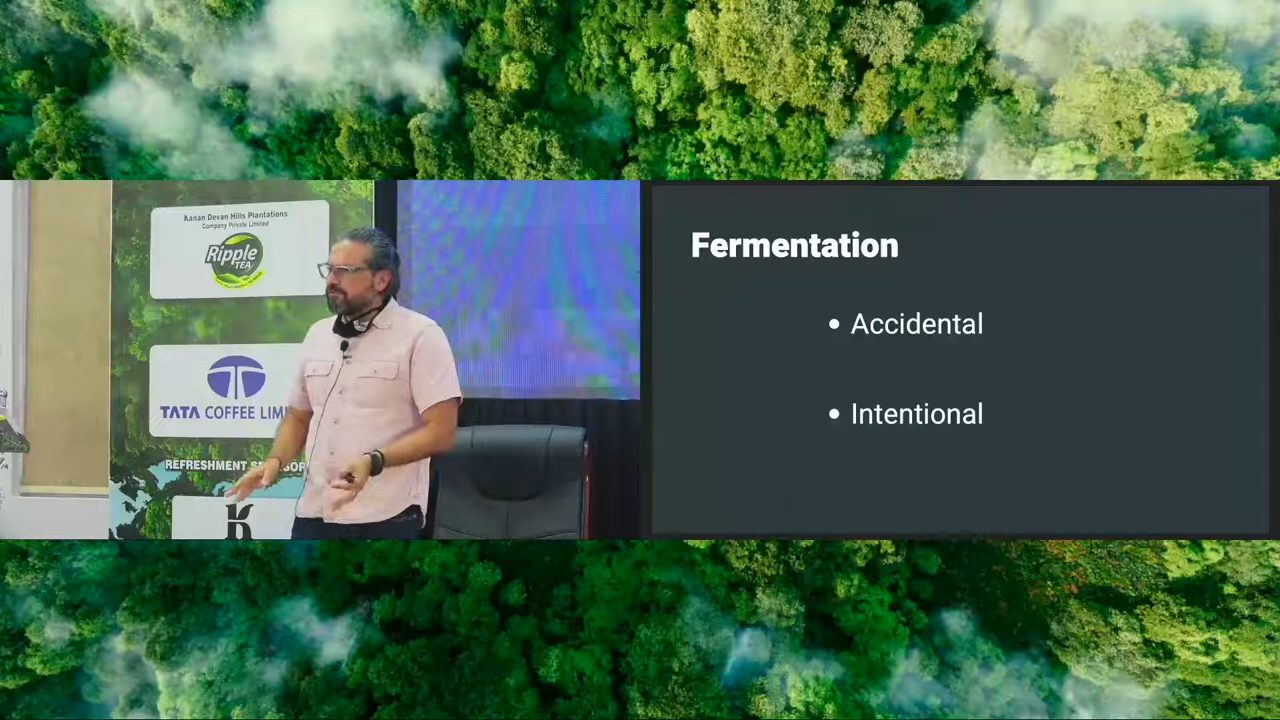 Kanan Devan Hills Plantations
Company Private Limited
Ripple
TEA
TATA COFFEE LIMI
REFRESHMENT SPONSOR
K
Fermentation
• Accidental
• Intentional